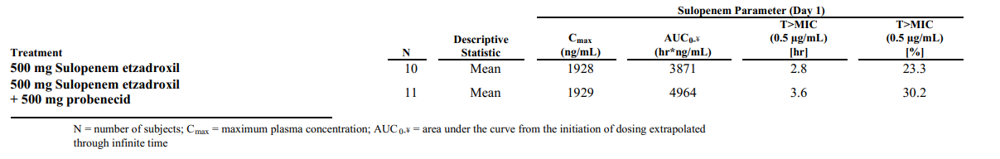 Sulopenem Parameter (Day 1)
Treatment N Descriptive Statistic Cmax (ng/mL) AUC0-¥ (hr*ng/mL) T>MIC (0.5 µg/mL) [hr] T>MIC (0.5 µg/mL) [%]
500 mg Sulopenem etzadroxil 10 Mean 1928 3871 2.8 23.3
500 mg Sulopenem etzadroxil
+ 500 mg probenecid 11 Mean 1929 4964 3.6 30.2
N = number of subjects; Cmax = maximum plasma concentration; AUC0-¥ = area under the curve from the initiation of dosing extrapolated
through infinite time